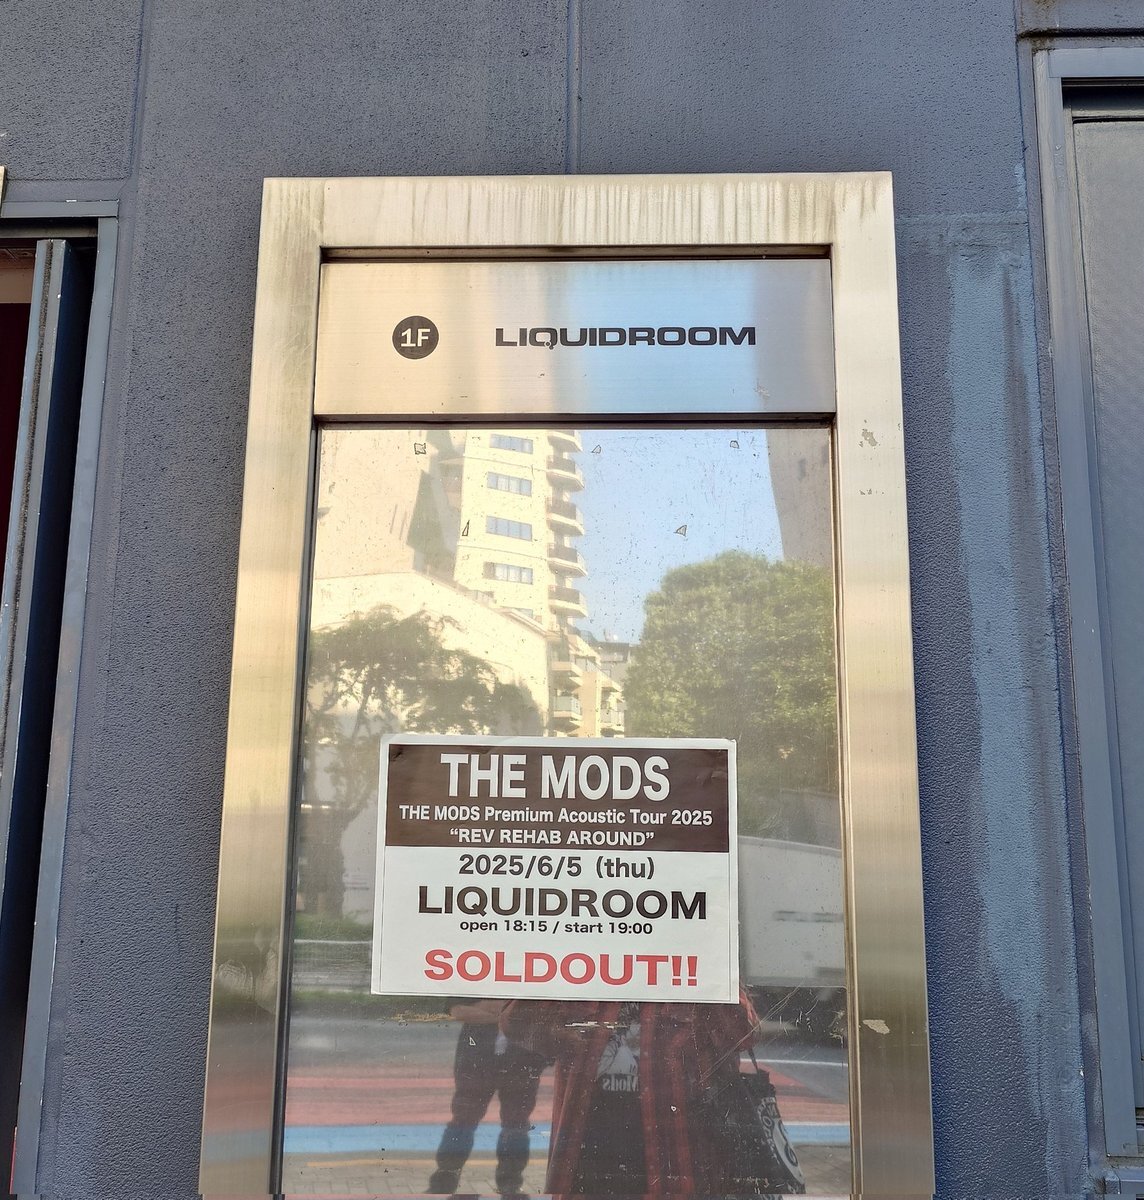 1F LIQUIDROOM
THE MODS
THE MODS Premium Acoustic Tour 2025
“REV REHAB AROUND”
2025/6/5 (thu)
LIQUIDROOM
open 18:15 / start 19:00
SOLDOUT!!
Mods